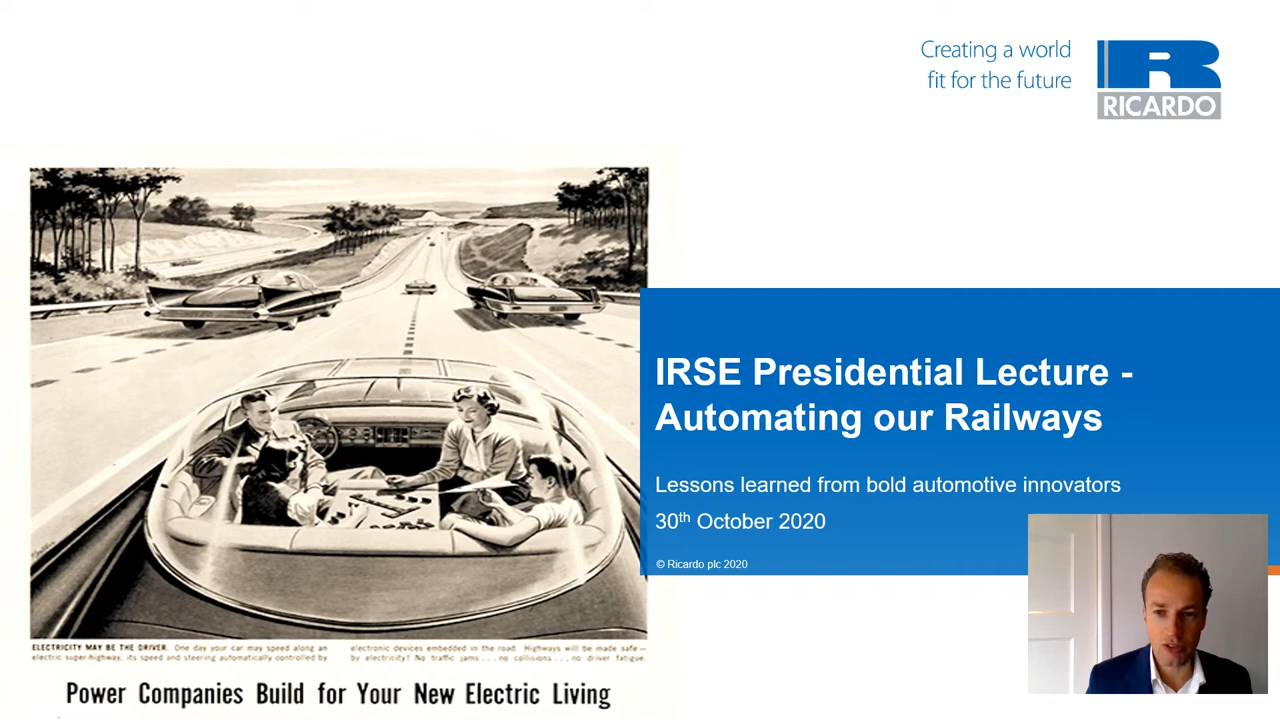 Creating a world
fit for the future
RICARDO
IRSE Presidential Lecture -
Automating our Railways
Lessons learned from bold automotive innovators
30th October 2020
© Ricardo plc 2020
ELECTRICITY MAY BE THE DRIVER. One day your car may speed along an
electric super-highway, its speed and steering automatically controlled by
electronic devices embedded in the road. Highways will be made safe—
by electricity! No traffic jams . . . no collisions . . . no driver fatigue.
Power Companies Build for Your New Electric Living